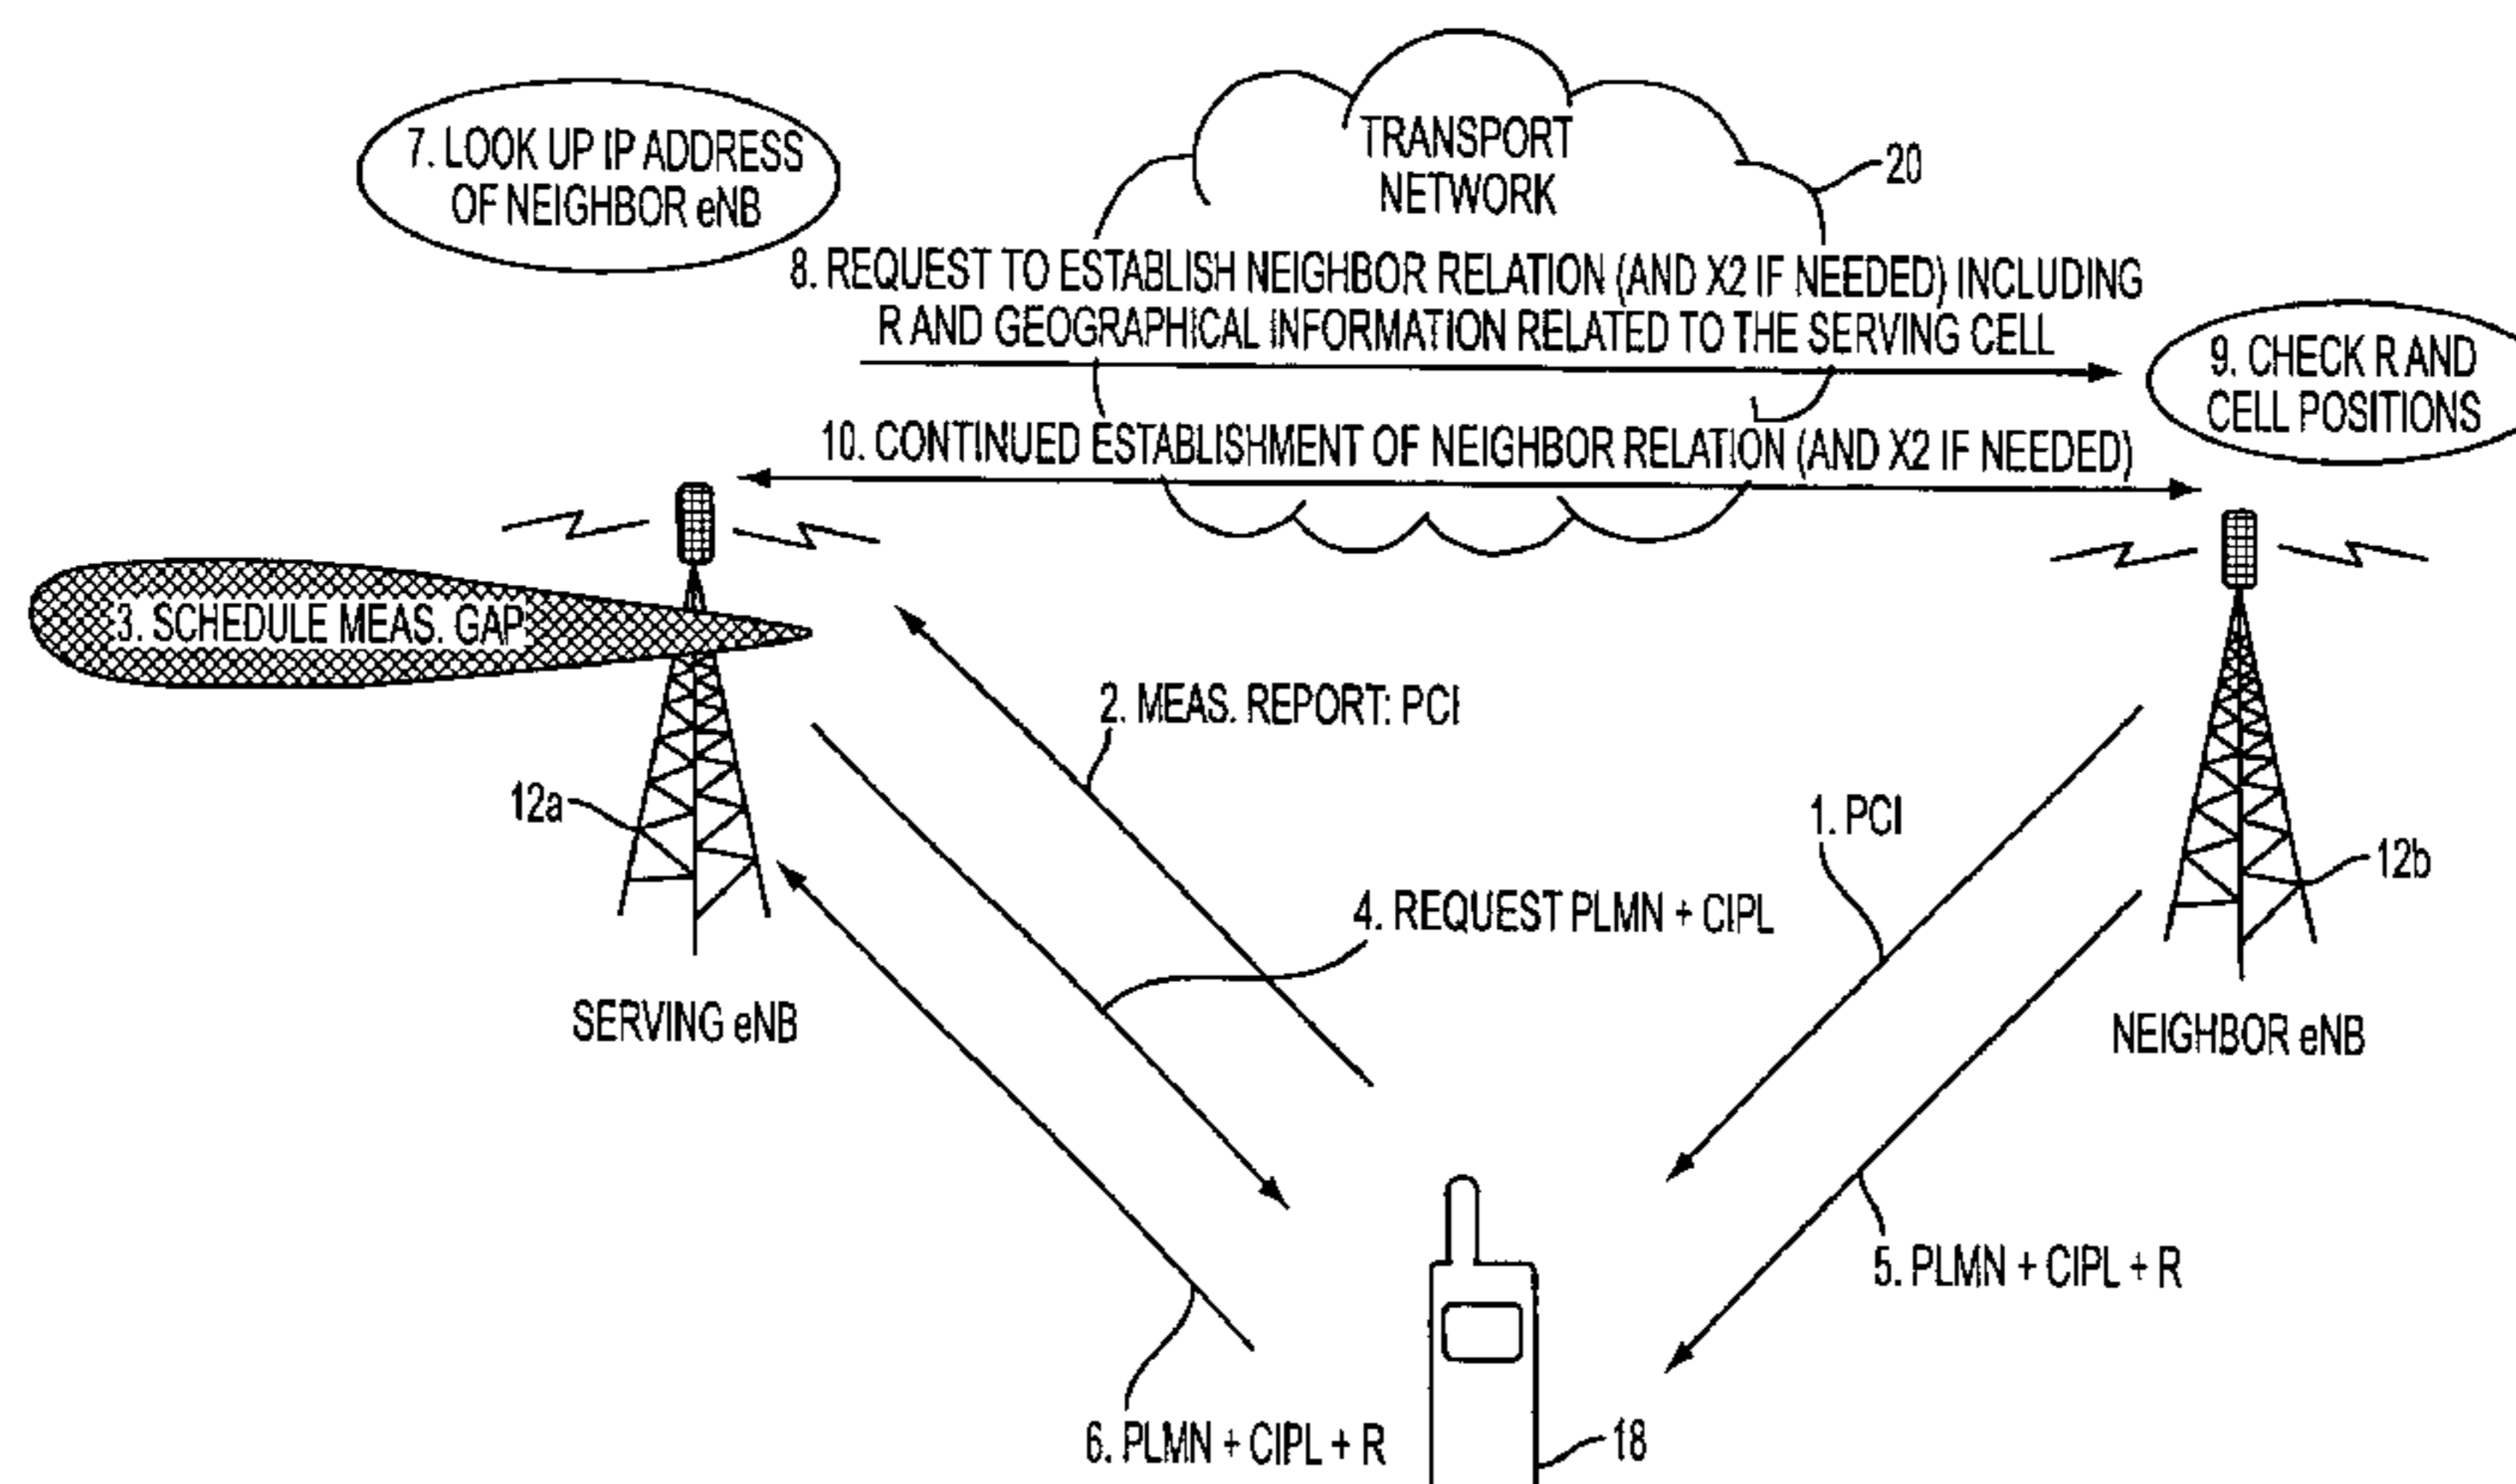 7. LOOK UP IP ADDRESS
OF NEIGHBOR eNB
TRANSPORT
NETWORK
20
8. REQUEST TO ESTABLISH NEIGHBOR RELATION (AND X2 IF NEEDED) INCLUDING
R AND GEOGRAPHICAL INFORMATION RELATED TO THE SERVING CELL
9. CHECK R AND
CELL POSITIONS
10. CONTINUED ESTABLISHMENT OF NEIGHBOR RELATION (AND X2 IF NEEDED)
3. SCHEDULE MEAS. GAP
2. MEAS. REPORT: PCI
12a
1. PCI
12b
4. REQUEST PLMN + CIPL
SERVING eNB
NEIGHBOR eNB
5. PLMN + CIPL + R
6. PLMN + CIPL + R
18